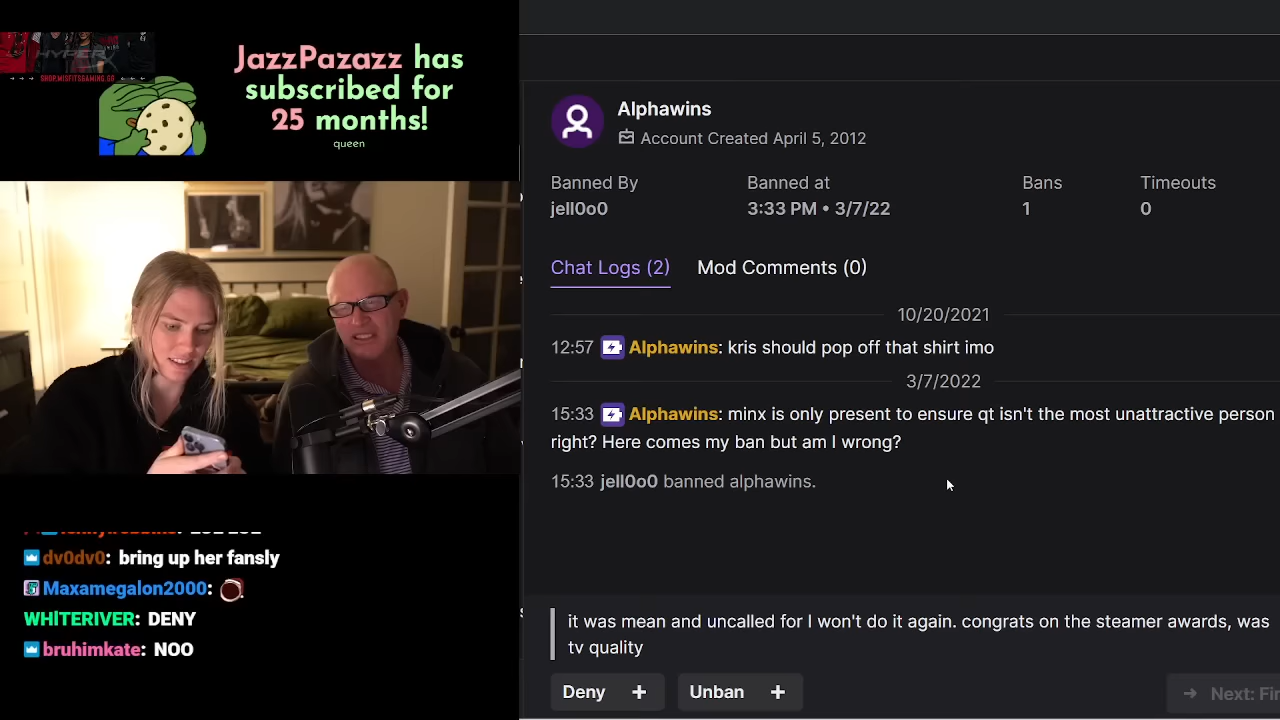 HYPERX
SHOP.MISFITSGAMING.GG
JazzPazazz has
subscribed for
25 months!
queen
Alphawins
Account Created April 5, 2012
Banned By
Banned at
Bans
Timeouts
jell0o0
3:33 PM • 3/7/22
1
0
Chat Logs (2)
Mod Comments (0)
10/20/2021
12:57 Alphawins: kris should pop off that shirt imo
3/7/2022
15:33 Alphawins: minx is only present to ensure qt isn't the most unattractive person
right? Here comes my ban but am I wrong?
15:33 jell0o0 banned alphawins.
dv0dv0: bring up her fansly
Maxamegalon2000:
WHITERIVER: DENY
bruhimkate: NOO
it was mean and uncalled for I won't do it again. congrats on the steamer awards, was
tv quality
Deny +
Unban +
Next: Fir